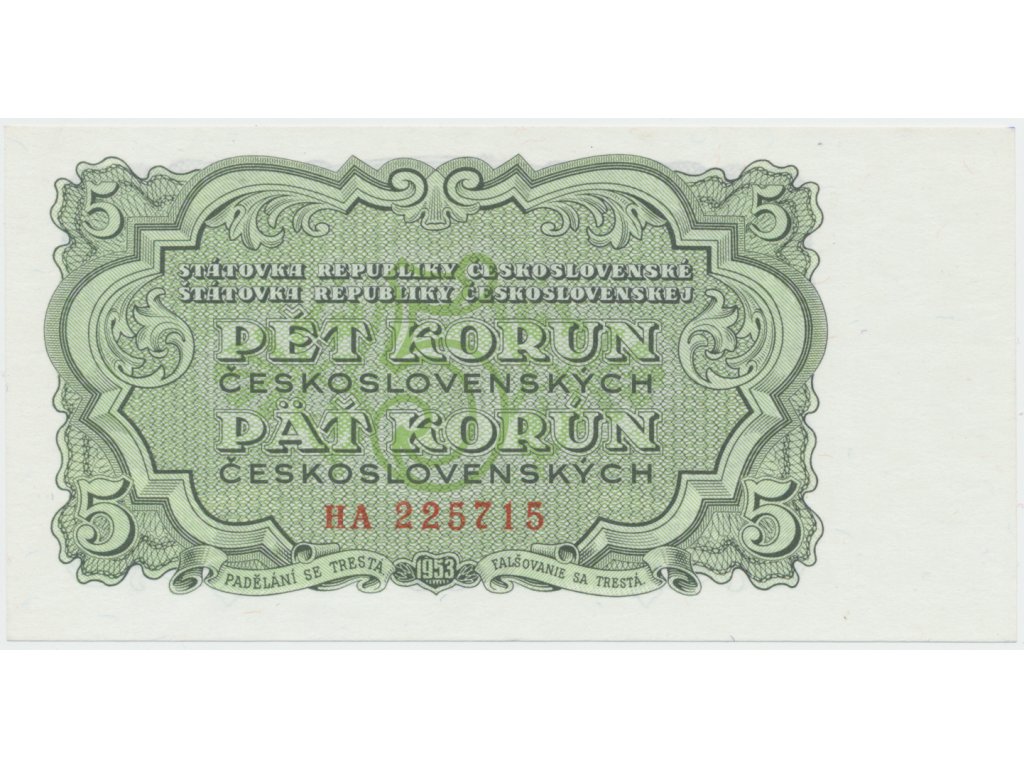 5 5
STÁTOVKA REPUBLIKY ČESKOSLOVENSKÉ
ŠTÁTOVKA REPUBLIKY ČESKOSLOVENSKEJ
5
PĚT KORUN
ČESKOSLOVENSKÝCH
PÄŤ KORÚN
ČESKOSLOVENSKÝCH
HA 225715
5 5
PADĚLÁNÍ SE TRESTÁ 1953 FALŠOVANIE SA TRESTÁ.